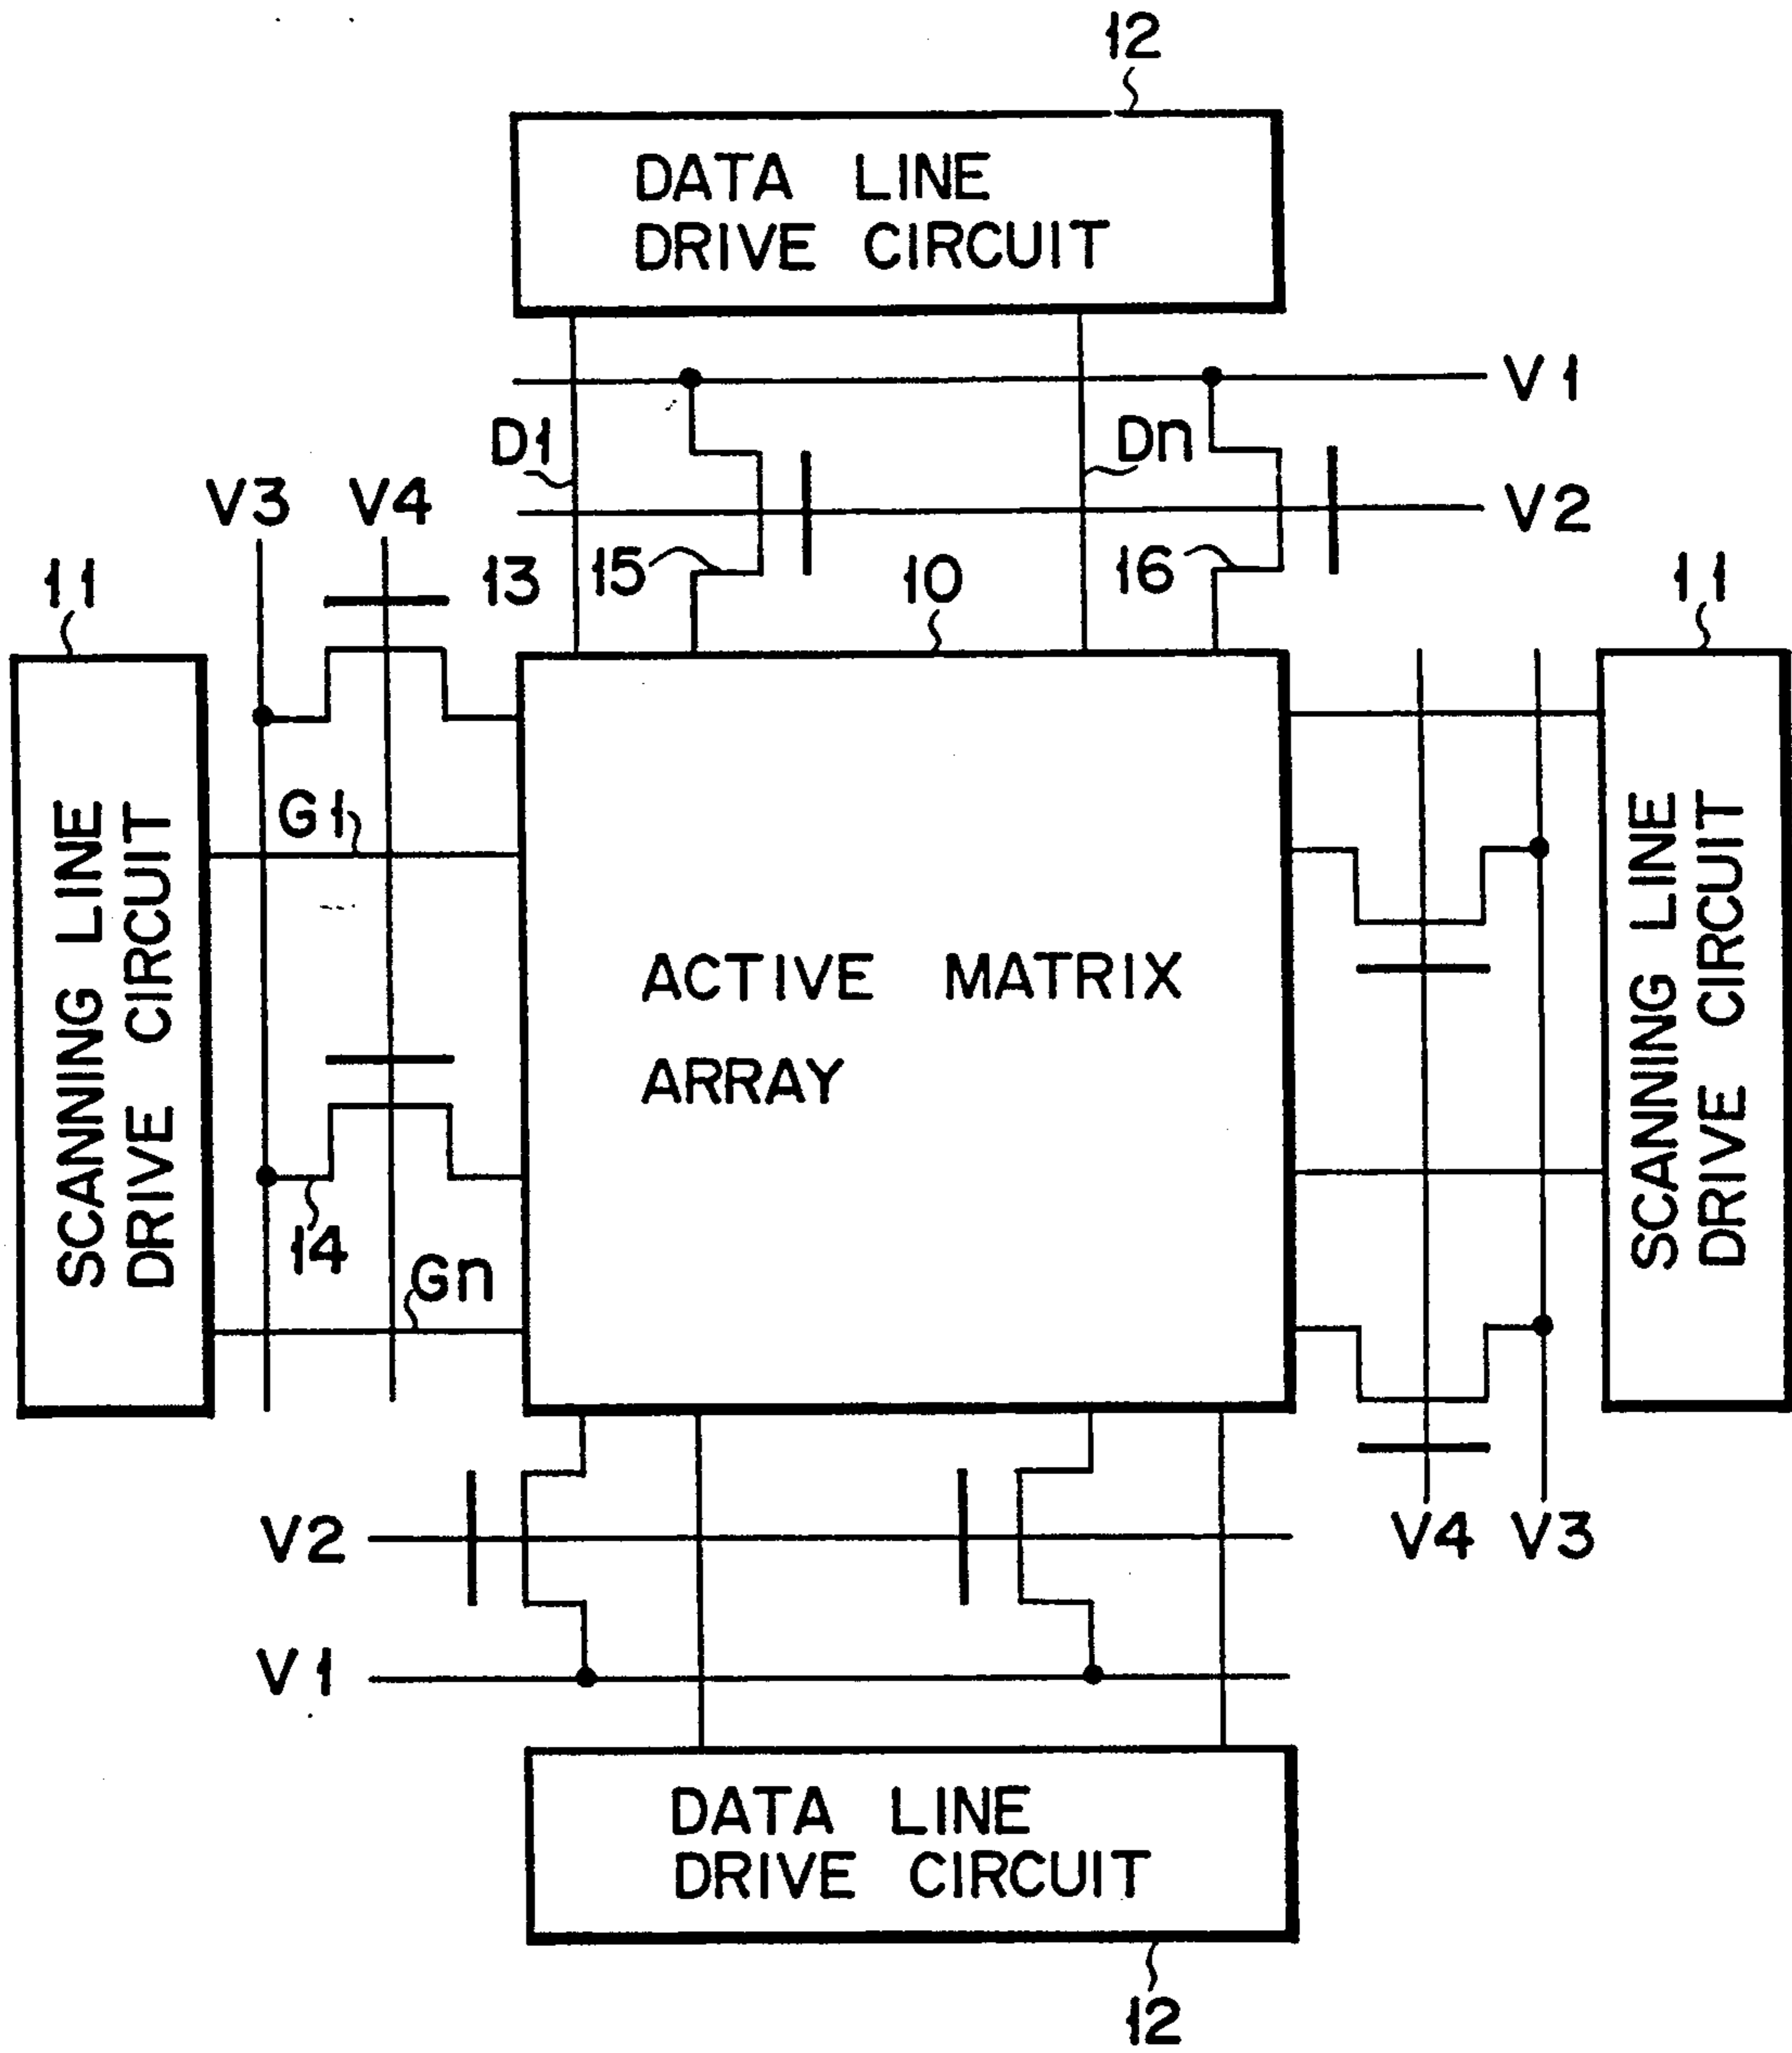 12
DATA LINE
DRIVE CIRCUIT
V1
D1
Dn
V3
V4
V2
11
13
15
10
16
11
SCANNING LINE
DRIVE CIRCUIT
G1
ACTIVE MATRIX
ARRAY
SCANNING LINE
DRIVE CIRCUIT
14
Gn
V2
V4
V3
V1
DATA LINE
DRIVE CIRCUIT
12